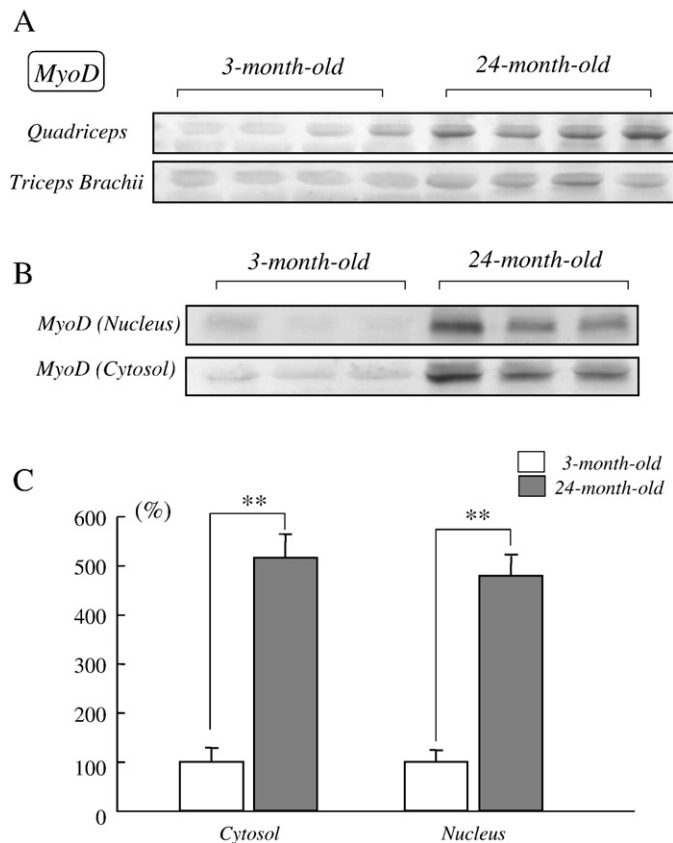 A
MyoD
3-month-old 24-month-old
Quadriceps
Triceps Brachii
B
3-month-old 24-month-old
MyoD (Nucleus)
MyoD (Cytosol)
C
3-month-old
24-month-old
(%)
600
500
400
300
200
100
0
** **
Cytosol Nucleus